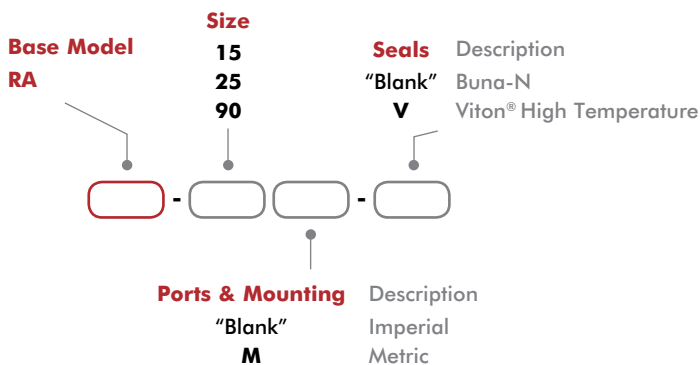 Size
Base Model 15 Seals Description
RA 25 “Blank” Buna-N
90 V Viton® High Temperature
- -
Ports & Mounting Description
“Blank” Imperial
M Metric